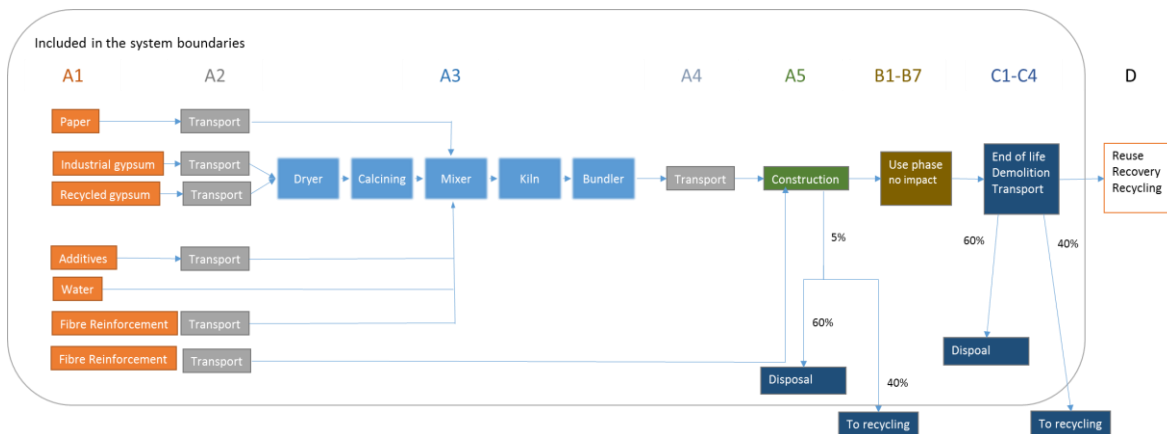 Included in the system boundaries
A1
A2
A3
A4
A5
B1-B7
C1-C4
D
Paper
Transport
Industrial gypsum
Transport
Recycled gypsum
Transport
Dryer
Calcining
Mixer
Kiln
Bundler
Transport
Construction
Use phase
no impact
End of life
Demolition
Transport
Reuse
Recovery
Recycling
Additives
Transport
Water
Fibre Reinforcement
Transport
Fibre Reinforcement
Transport
5%
60%
40%
60%
Disposal
40%
Dispoal
To recycling
To recycling